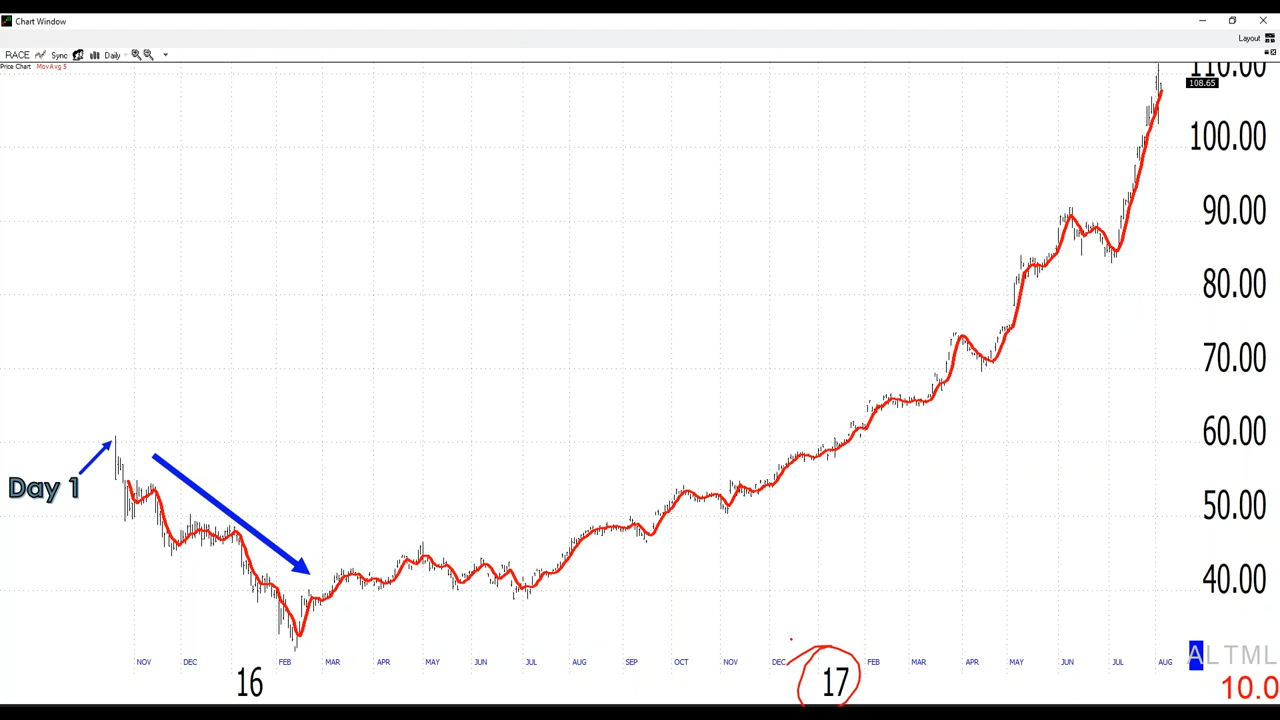 Chart Window
Layout
RACE Sync Daily
Price Chart MovAvg 5
110.00
108.65
100.00
90.00
80.00
70.00
60.00
Day 1
50.00
40.00
NOV DEC FEB MAR APR MAY JUN JUL AUG SEP OCT NOV DEC FEB MAR APR MAY JUN JUL AUG
16 17
ALTML
10.0